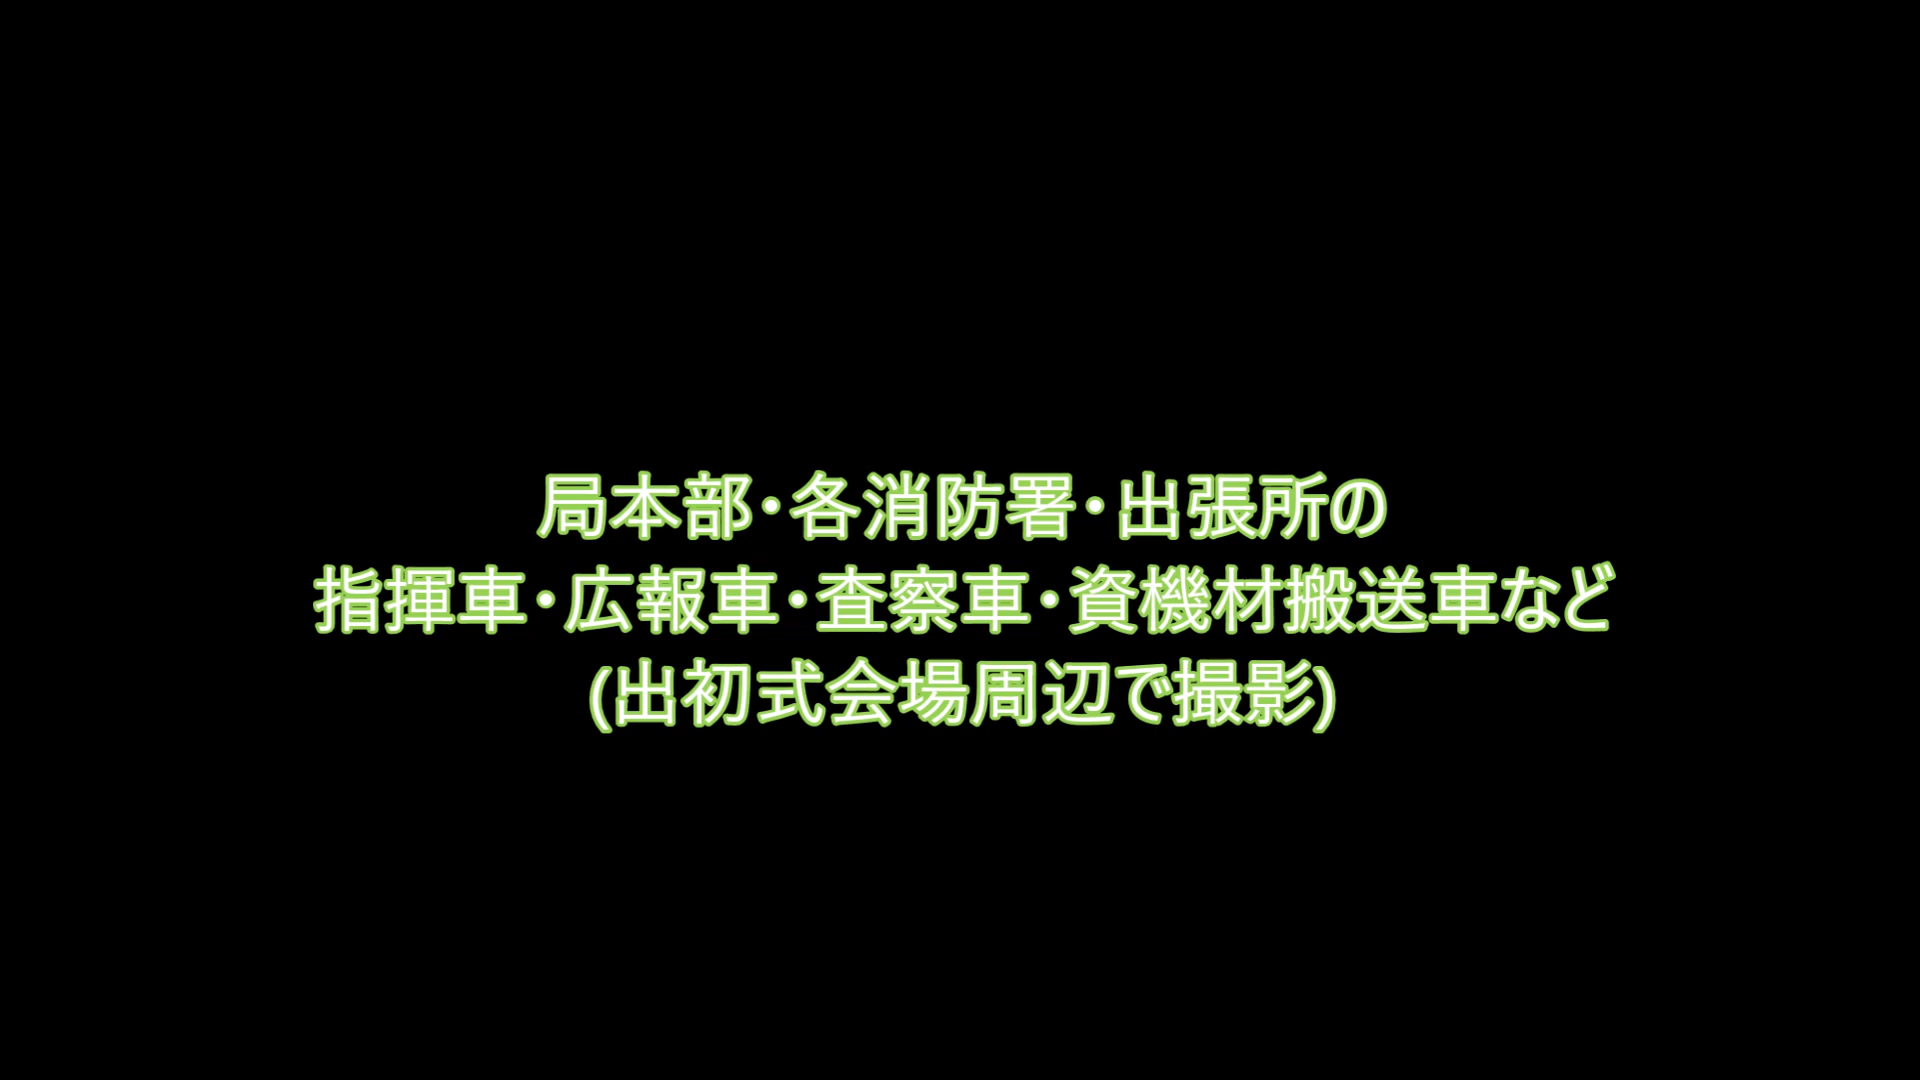 局本部・各消防署・出張所の
指揮車・広報車・査察車・資機材搬送車など
(出初式会場周辺で撮影)